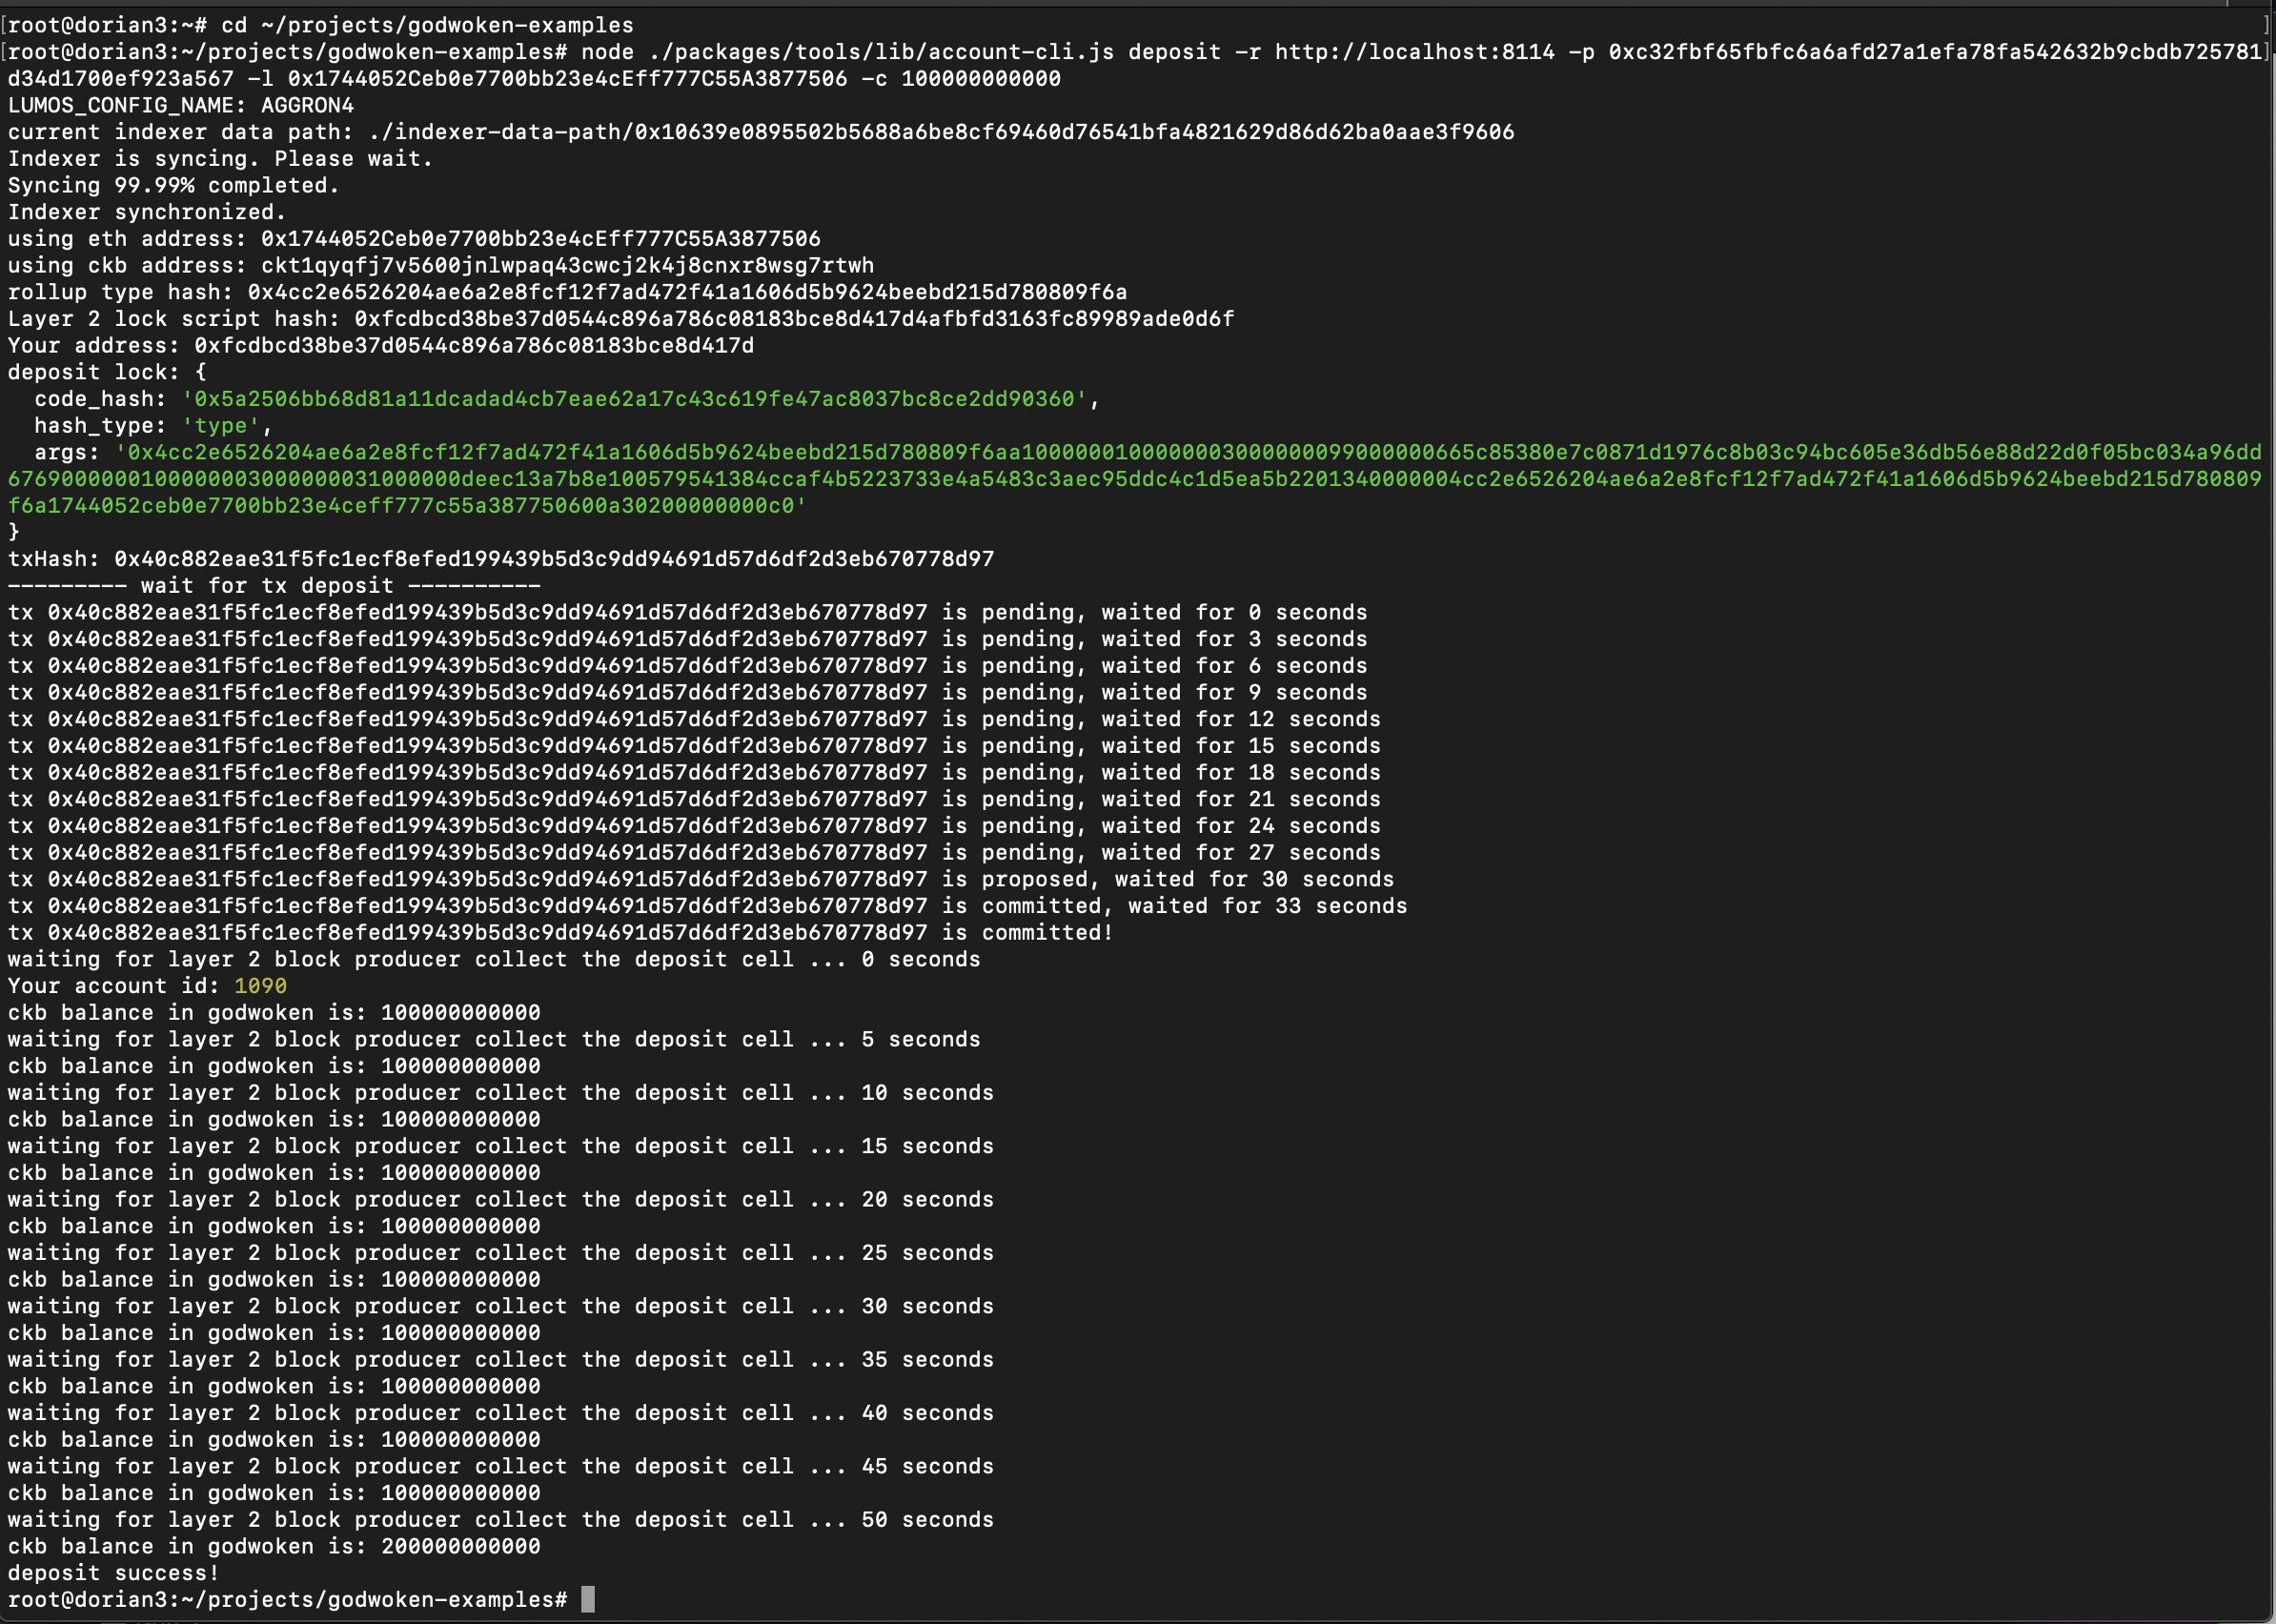 [root@dorian3:~# cd ~/projects/godwoken-examples ]
[root@dorian3:~/projects/godwoken-examples# node ./packages/tools/lib/account-cli.js deposit -r http://localhost:8114 -p 0xc32fbf65fbfc6a6afd27a1efa78fa542632b9cbdb725781]
d34d1700ef923a567 -l 0x1744052Ceb0e7700bb23e4cEff777C55A3877506 -c 100000000000
LUMOS_CONFIG_NAME: AGGRON4
current indexer data path: ./indexer-data-path/0x10639e0895502b5688a6be8cf69460d76541bfa4821629d86d62ba0aae3f9606
Indexer is syncing. Please wait.
Syncing 99.99% completed.
Indexer synchronized.
using eth address: 0x1744052Ceb0e7700bb23e4cEff777C55A3877506
using ckb address: ckt1qyqfj7v5600jnlwpaq43cwcj2k4j8cnxr8wsg7rtwh
rollup type hash: 0x4cc2e6526204ae6a2e8fcf12f7ad472f41a1606d5b9624beebd215d780809f6a
Layer 2 lock script hash: 0xfcdbcd38be37d0544c896a786c08183bce8d417d4afbfd3163fc89989ade0d6f
Your address: 0xfcdbcd38be37d0544c896a786c08183bce8d417d
deposit lock: {
  code_hash: '0x5a2506bb68d81a11dcadad4cb7eae62a17c43c619fe47ac8037bc8ce2dd90360',
  hash_type: 'type',
  args: '0x4cc2e6526204ae6a2e8fcf12f7ad472f41a1606d5b9624beebd215d780809f6aa10000001000000030000000099000000665c85380e7c0871d1976c8b03c94bc605e36db56e88d22d0f05bc034a96dd
67690000000100000003000000031000000deec13a7b8e100579541384ccaf4b5223733e4a5483c3aec95ddc4c1d5ea5b2201340000004cc2e6526204ae6a2e8fcf12f7ad472f41a1606d5b9624beebd215d780809
f6a1744052ceb0e7700bb23e4ceff777c55a387750600a30200000000c0'
}
txHash: 0x40c882eae31f5fc1ecf8efed199439b5d3c9dd94691d57d6df2d3eb670778d97
--------- wait for tx deposit ----------
tx 0x40c882eae31f5fc1ecf8efed199439b5d3c9dd94691d57d6df2d3eb670778d97 is pending, waited for 0 seconds
tx 0x40c882eae31f5fc1ecf8efed199439b5d3c9dd94691d57d6df2d3eb670778d97 is pending, waited for 3 seconds
tx 0x40c882eae31f5fc1ecf8efed199439b5d3c9dd94691d57d6df2d3eb670778d97 is pending, waited for 6 seconds
tx 0x40c882eae31f5fc1ecf8efed199439b5d3c9dd94691d57d6df2d3eb670778d97 is pending, waited for 9 seconds
tx 0x40c882eae31f5fc1ecf8efed199439b5d3c9dd94691d57d6df2d3eb670778d97 is pending, waited for 12 seconds
tx 0x40c882eae31f5fc1ecf8efed199439b5d3c9dd94691d57d6df2d3eb670778d97 is pending, waited for 15 seconds
tx 0x40c882eae31f5fc1ecf8efed199439b5d3c9dd94691d57d6df2d3eb670778d97 is pending, waited for 18 seconds
tx 0x40c882eae31f5fc1ecf8efed199439b5d3c9dd94691d57d6df2d3eb670778d97 is pending, waited for 21 seconds
tx 0x40c882eae31f5fc1ecf8efed199439b5d3c9dd94691d57d6df2d3eb670778d97 is pending, waited for 24 seconds
tx 0x40c882eae31f5fc1ecf8efed199439b5d3c9dd94691d57d6df2d3eb670778d97 is pending, waited for 27 seconds
tx 0x40c882eae31f5fc1ecf8efed199439b5d3c9dd94691d57d6df2d3eb670778d97 is proposed, waited for 30 seconds
tx 0x40c882eae31f5fc1ecf8efed199439b5d3c9dd94691d57d6df2d3eb670778d97 is committed, waited for 33 seconds
tx 0x40c882eae31f5fc1ecf8efed199439b5d3c9dd94691d57d6df2d3eb670778d97 is committed!
waiting for layer 2 block producer collect the deposit cell ... 0 seconds
Your account id: 1090
ckb balance in godwoken is: 100000000000
waiting for layer 2 block producer collect the deposit cell ... 5 seconds
ckb balance in godwoken is: 100000000000
waiting for layer 2 block producer collect the deposit cell ... 10 seconds
ckb balance in godwoken is: 100000000000
waiting for layer 2 block producer collect the deposit cell ... 15 seconds
ckb balance in godwoken is: 100000000000
waiting for layer 2 block producer collect the deposit cell ... 20 seconds
ckb balance in godwoken is: 100000000000
waiting for layer 2 block producer collect the deposit cell ... 25 seconds
ckb balance in godwoken is: 100000000000
waiting for layer 2 block producer collect the deposit cell ... 30 seconds
ckb balance in godwoken is: 100000000000
waiting for layer 2 block producer collect the deposit cell ... 35 seconds
ckb balance in godwoken is: 100000000000
waiting for layer 2 block producer collect the deposit cell ... 40 seconds
ckb balance in godwoken is: 100000000000
waiting for layer 2 block producer collect the deposit cell ... 45 seconds
ckb balance in godwoken is: 100000000000
waiting for layer 2 block producer collect the deposit cell ... 50 seconds
ckb balance in godwoken is: 200000000000
deposit success!
root@dorian3:~/projects/godwoken-examples#